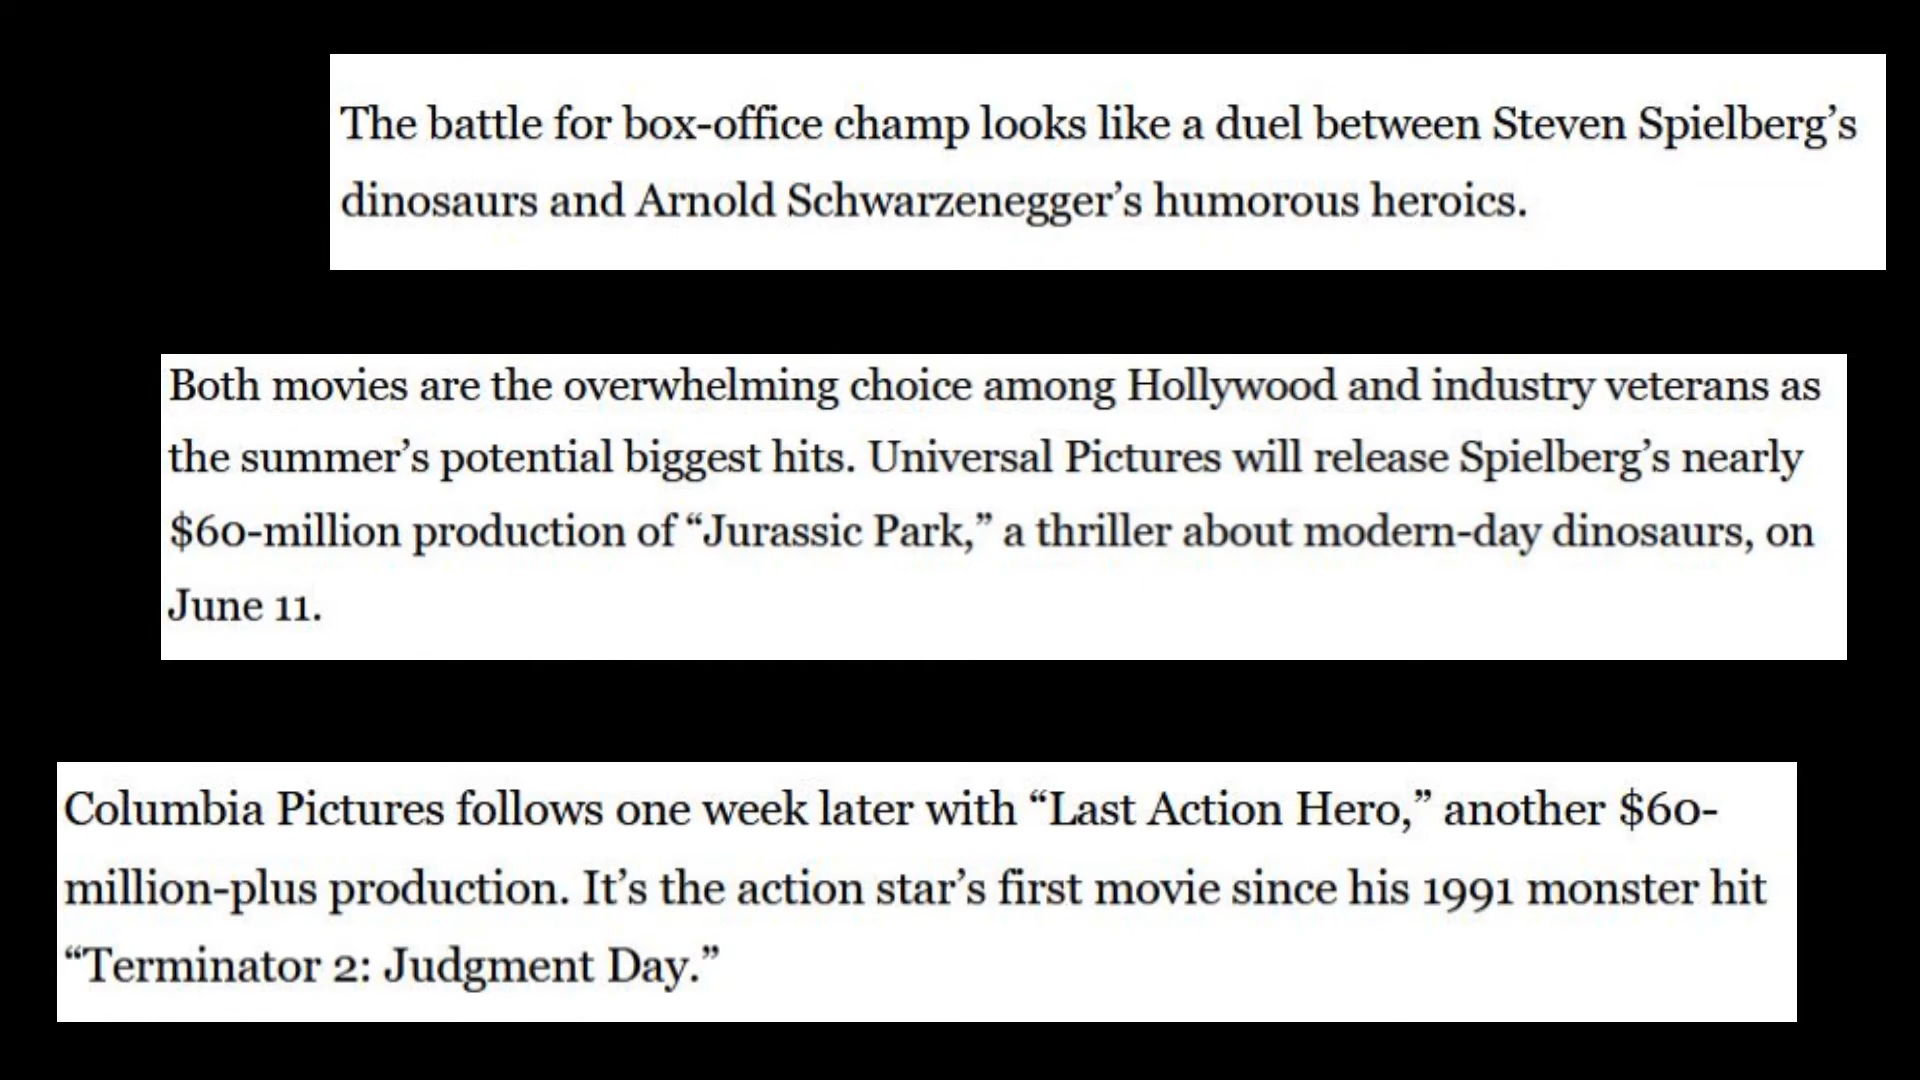 The battle for box-office champ looks like a duel between Steven Spielberg’s
dinosaurs and Arnold Schwarzenegger’s humorous heroics.
Both movies are the overwhelming choice among Hollywood and industry veterans as
the summer’s potential biggest hits. Universal Pictures will release Spielberg’s nearly
$60-million production of “Jurassic Park,” a thriller about modern-day dinosaurs, on
June 11.
Columbia Pictures follows one week later with “Last Action Hero,” another $60-
million-plus production. It’s the action star’s first movie since his 1991 monster hit
“Terminator 2: Judgment Day.”